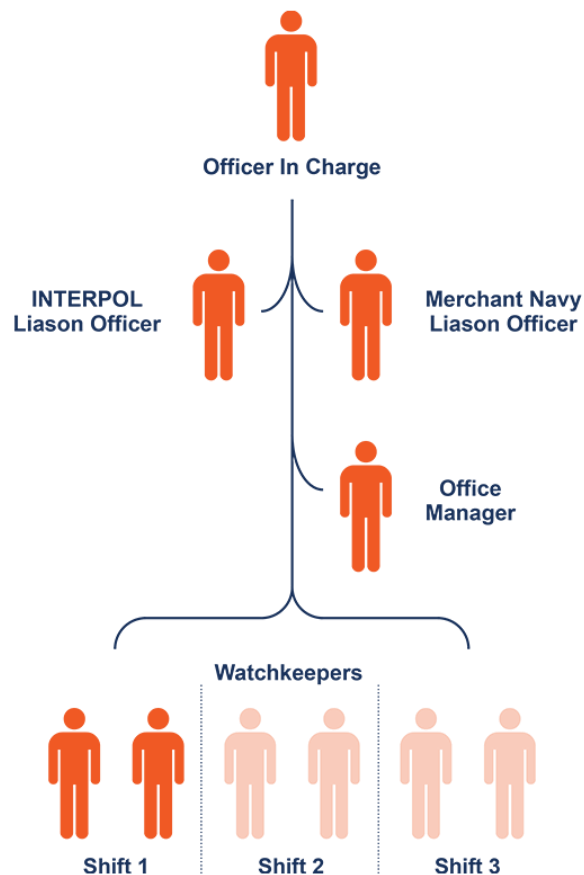 Officer In Charge
INTERPOL
Liason Officer
Merchant Navy
Liason Officer
Office
Manager
Watchkeepers
Shift 1
Shift 2
Shift 3